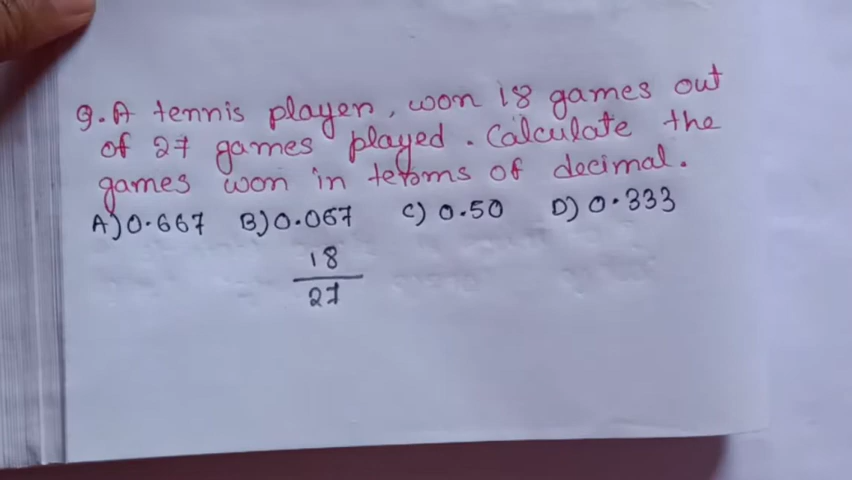 9. A tennis player, won 18 games out
of 27 games played. Calculate the
games won in terms of decimal.
A) 0.667 B) 0.067 C) 0.50 D) 0.333
18
27